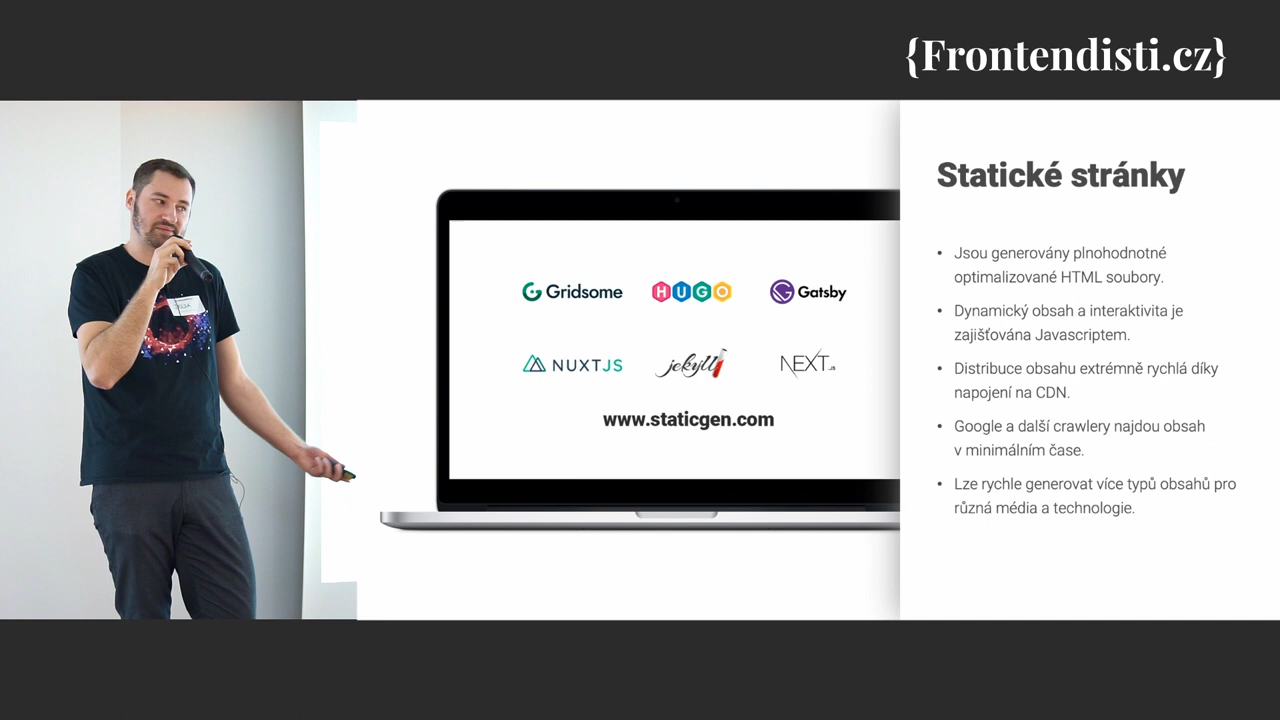 {Frontendisti.cz}
Gridsome
HUGO
Gatsby
NUXTJS
jekyll
NEXT.JS
www.staticgen.com
Statické stránky
• Jsou generovány plnohodnotné
optimalizované HTML soubory.
• Dynamický obsah a interaktivita je
zajišťována Javascriptem.
• Distribuce obsahu extrémně rychlá díky
napojení na CDN.
• Google a další crawlery najdou obsah
v minimálním čase.
• Lze rychle generovat více typů obsahů pro
různá média a technologie.